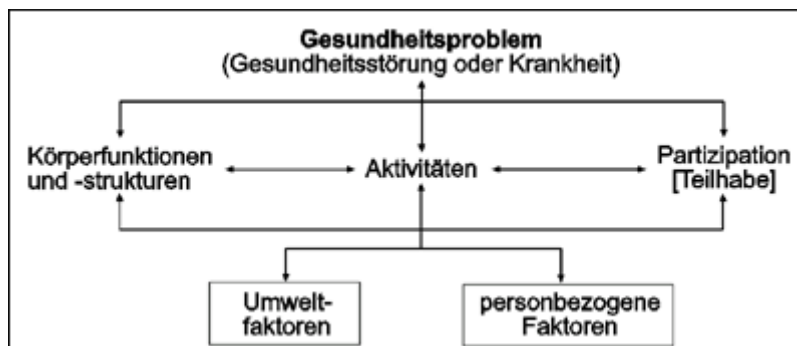 Gesundheitsproblem
(Gesundheitsstörung oder Krankheit)
Körperfunktionen
und -strukturen
Aktivitäten
Partizipation
[Teilhabe]
Umwelt-
faktoren
personbezogene
Faktoren